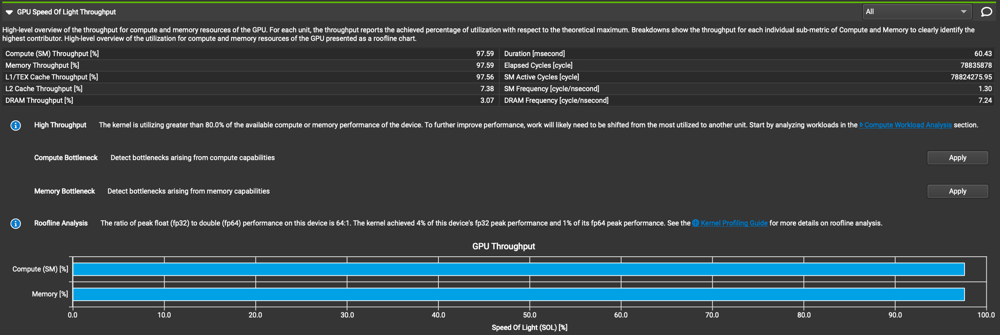 GPU Speed Of Light Throughput
All
High-level overview of the throughput for compute and memory resources of the GPU. For each unit, the throughput reports the achieved percentage of utilization with respect to the theoretical maximum. Breakdowns show the throughput for each individual sub-metric of Compute and Memory to clearly identify the
highest contributor. High-level overview of the utilization for compute and memory resources of the GPU presented as a roofline chart.
Compute (SM) Throughput [%] 97.59 Duration [msecond] 60.43
Memory Throughput [%] 97.59 Elapsed Cycles [cycle] 78835878
L1/TEX Cache Throughput [%] 97.56 SM Active Cycles [cycle] 78824275.95
L2 Cache Throughput [%] 7.38 SM Frequency [cycle/nsecond] 1.30
DRAM Throughput [%] 3.07 DRAM Frequency [cycle/nsecond] 7.24
High Throughput The kernel is utilizing greater than 80.0% of the available compute or memory performance of the device. To further improve performance, work will likely need to be shifted from the most utilized to another unit. Start by analyzing workloads in the Compute Workload Analysis section.
Compute Bottleneck Detect bottlenecks arising from compute capabilities Apply
Memory Bottleneck Detect bottlenecks arising from memory capabilities Apply
Roofline Analysis The ratio of peak float (fp32) to double (fp64) performance on this device is 64:1. The kernel achieved 4% of this device's fp32 peak performance and 1% of its fp64 peak performance. See the Kernel Profiling Guide for more details on roofline analysis.
GPU Throughput
Compute (SM) [%]
Memory [%]
0.0 10.0 20.0 30.0 40.0 50.0 60.0 70.0 80.0 90.0 100.0
Speed Of Light (SOL) [%]